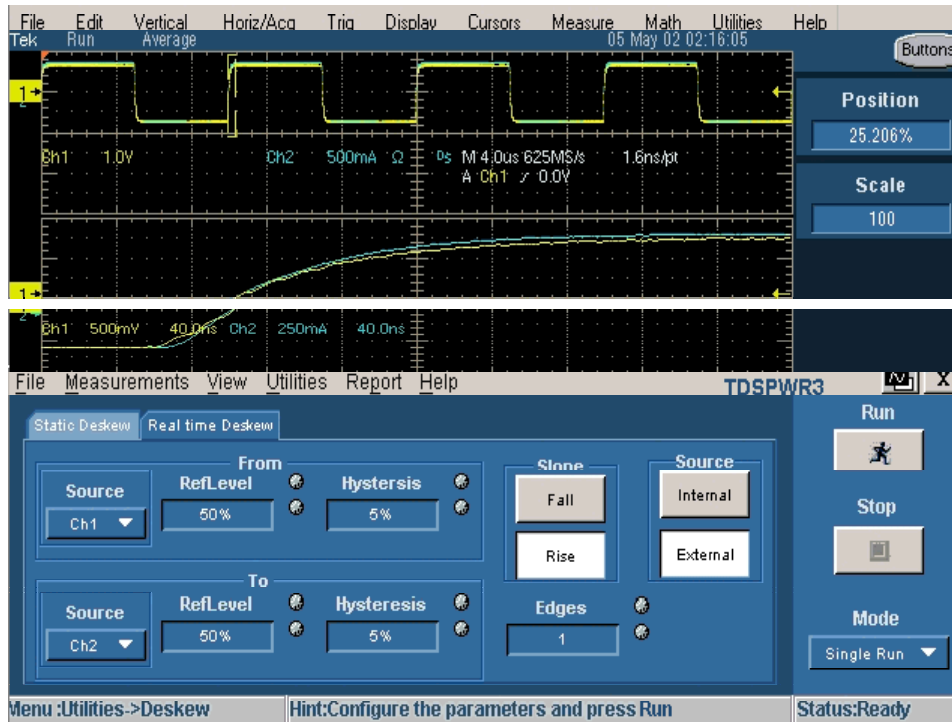 File Edit Vertical Horiz/Acq Trig Display Cursors Measure Math Utilities Help
Tek Run Average 05 May 02 02:16:05
Buttons
1
2
Position
25.206%
Ch1 1.0V Ch2 500mA Ω Ds M 4.0us 625MS/s 1.6ns/pt
A Ch1 / 0.0V
Scale
100
1
2
Ch1 500mV 40.0ns Ch2 250mA 40.0ns
File Measurements View Utilities Report Help TDSPWR3 X
Static Deskew Real time Deskew
From
Source
Ch1
RefLevel
50%
Hystersis
5%
Slope
Fall
Rise
Source
Internal
External
To
Source
Ch2
RefLevel
50%
Hysteresis
5%
Edges
1
Run
Stop
Mode
Single Run
Menu :Utilities->Deskew Hint:Configure the parameters and press Run Status:Ready